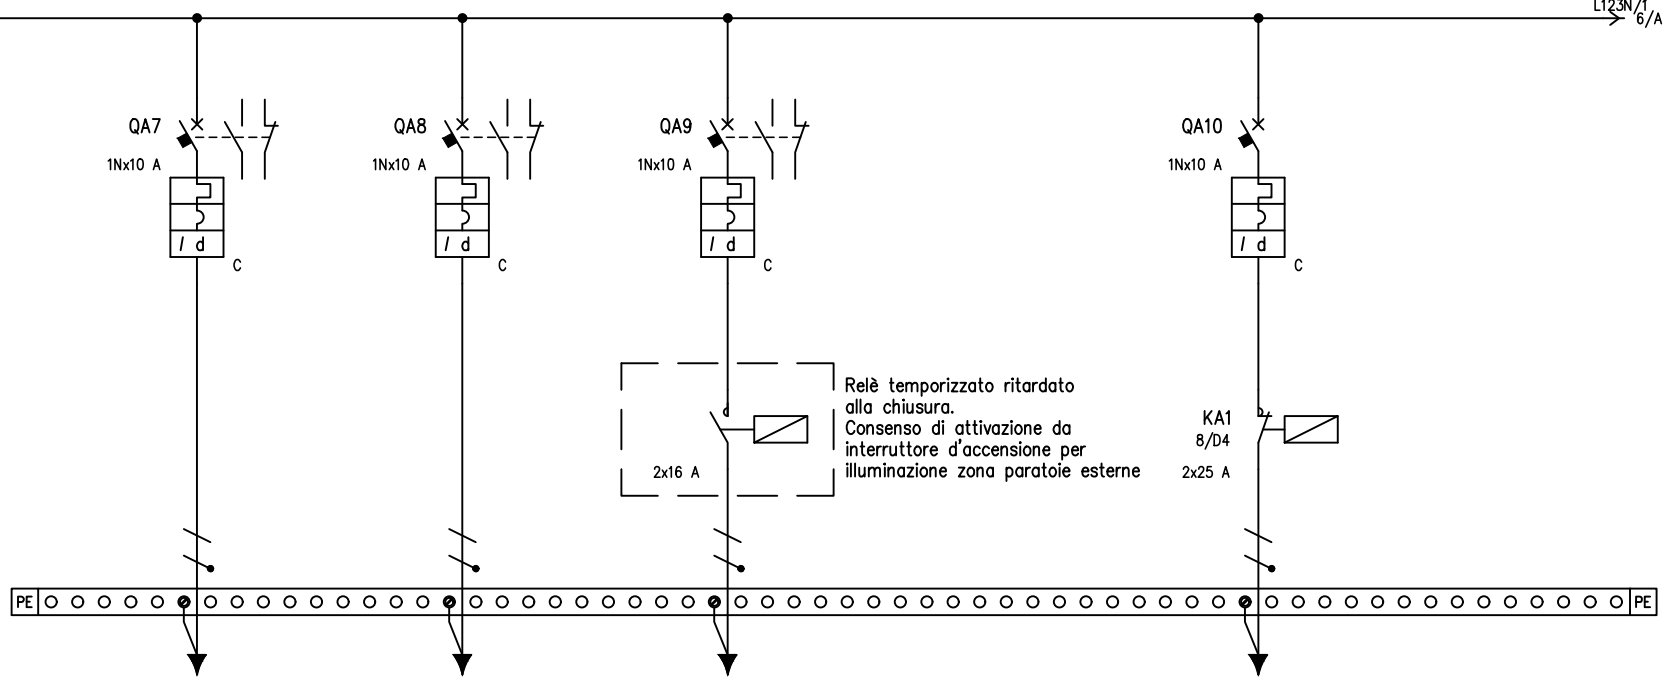 L123N/1
6/A
QA7
1Nx10 A
I d
C
QA8
1Nx10 A
I d
C
QA9
1Nx10 A
I d
C
QA10
1Nx10 A
I d
C
Relè temporizzato ritardato
alla chiusura.
Consenso di attivazione da
interruttore d'accensione per
illuminazione zona paratoie esterne
2x16 A
KA1
8/D4
2x25 A
PE
PE